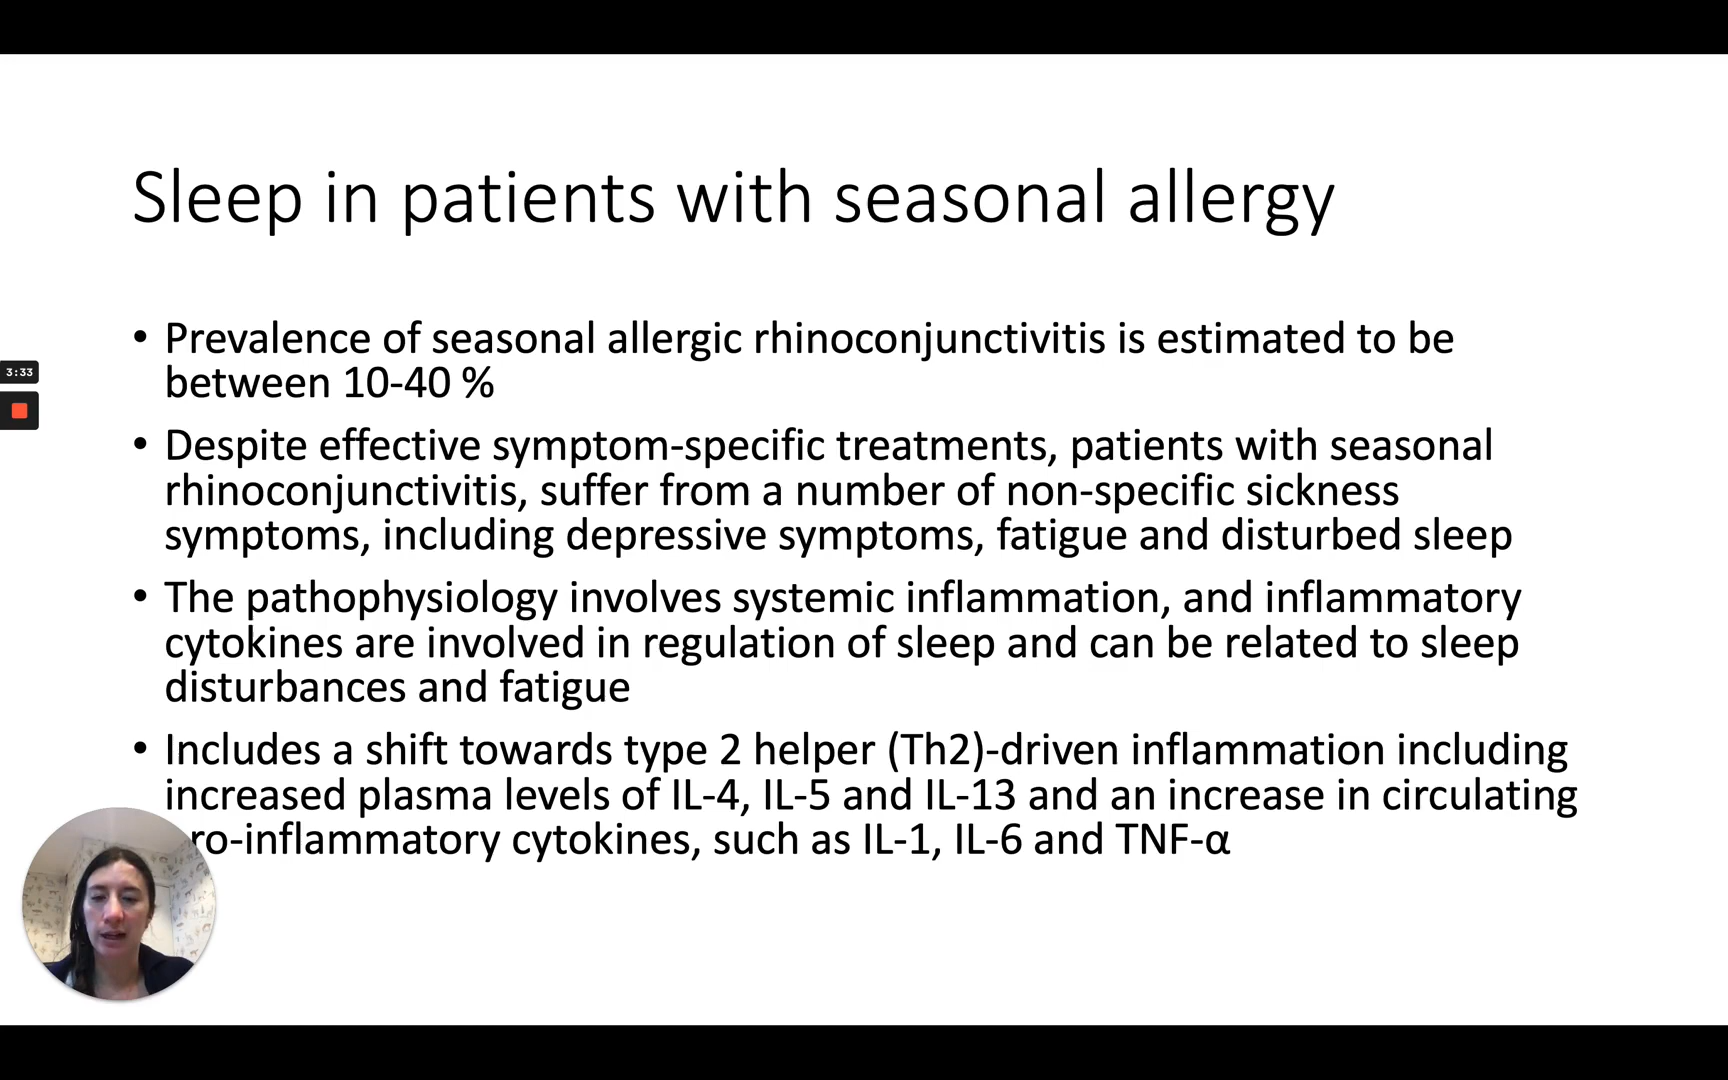 Sleep in patients with seasonal allergy
• Prevalence of seasonal allergic rhinoconjunctivitis is estimated to be
between 10-40 %
3:33
• Despite effective symptom-specific treatments, patients with seasonal
rhinoconjunctivitis, suffer from a number of non-specific sickness
symptoms, including depressive symptoms, fatigue and disturbed sleep
• The pathophysiology involves systemic inflammation, and inflammatory
cytokines are involved in regulation of sleep and can be related to sleep
disturbances and fatigue
• Includes a shift towards type 2 helper (Th2)-driven inflammation including
increased plasma levels of IL-4, IL-5 and IL-13 and an increase in circulating
ro-inflammatory cytokines, such as IL-1, IL-6 and TNF-α